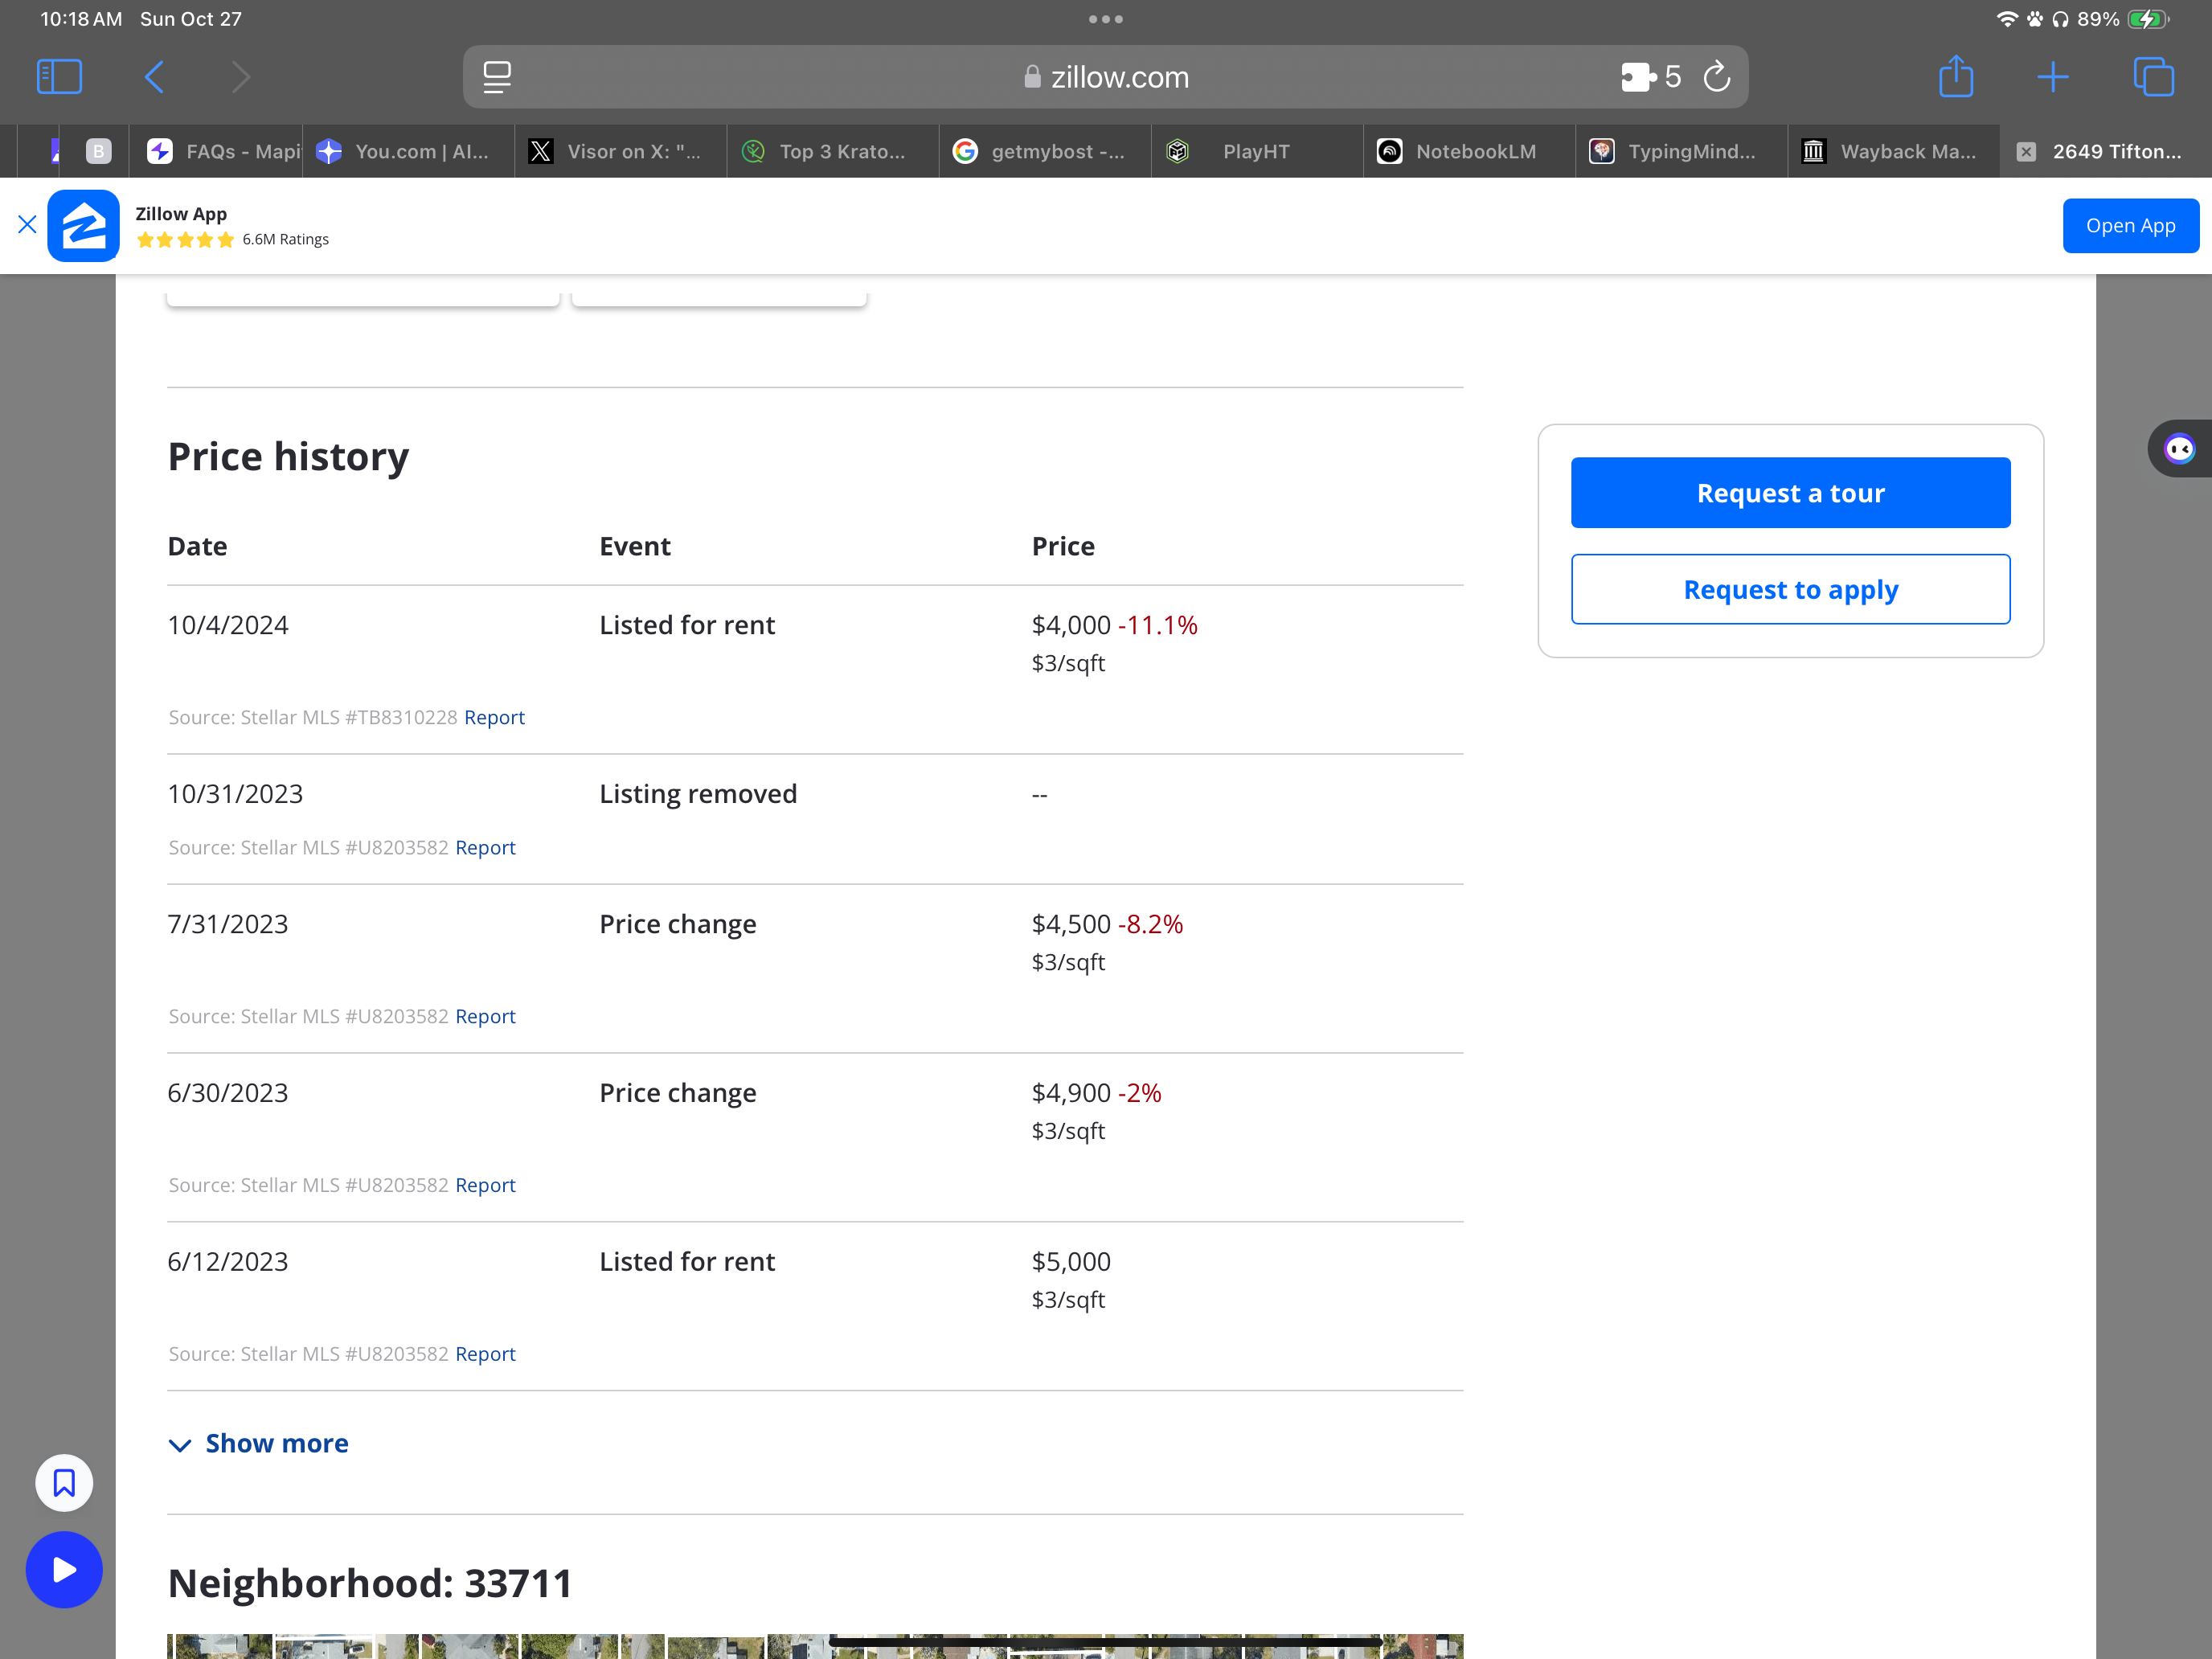 10:18 AM Sun Oct 27
89%
zillow.com
5
B
FAQs - Mapi
You.com | AI...
Visor on X: "...
Top 3 Krato...
getmybost -...
PlayHT
NotebookLM
TypingMind...
Wayback Ma...
2649 Tifton...
Zillow App
6.6M Ratings
Open App
Price history
Request a tour
Request to apply
Date Event Price
10/4/2024 Listed for rent $4,000 -11.1%
$3/sqft
Source: Stellar MLS #TB8310228 Report
10/31/2023 Listing removed --
Source: Stellar MLS #U8203582 Report
7/31/2023 Price change $4,500 -8.2%
$3/sqft
Source: Stellar MLS #U8203582 Report
6/30/2023 Price change $4,900 -2%
$3/sqft
Source: Stellar MLS #U8203582 Report
6/12/2023 Listed for rent $5,000
$3/sqft
Source: Stellar MLS #U8203582 Report
Show more
Neighborhood: 33711